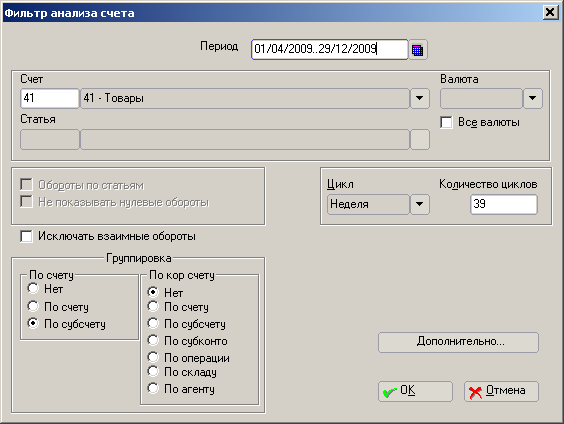 Фильтр анализа счета
Период 01/04/2009..29/12/2009
Счет Валюта
41 41 - Товары
Статья Все валюты
Обороты по статьям
Не показывать нулевые обороты
Цикл Количество циклов
Неделя 39
Исключать взаимные обороты
Группировка
По счету
Нет
По счету
По субсчету
По кор счету
Нет
По счету
По субсчету
По субконто
По операции
По складу
По агенту
Дополнительно...
OK Отмена